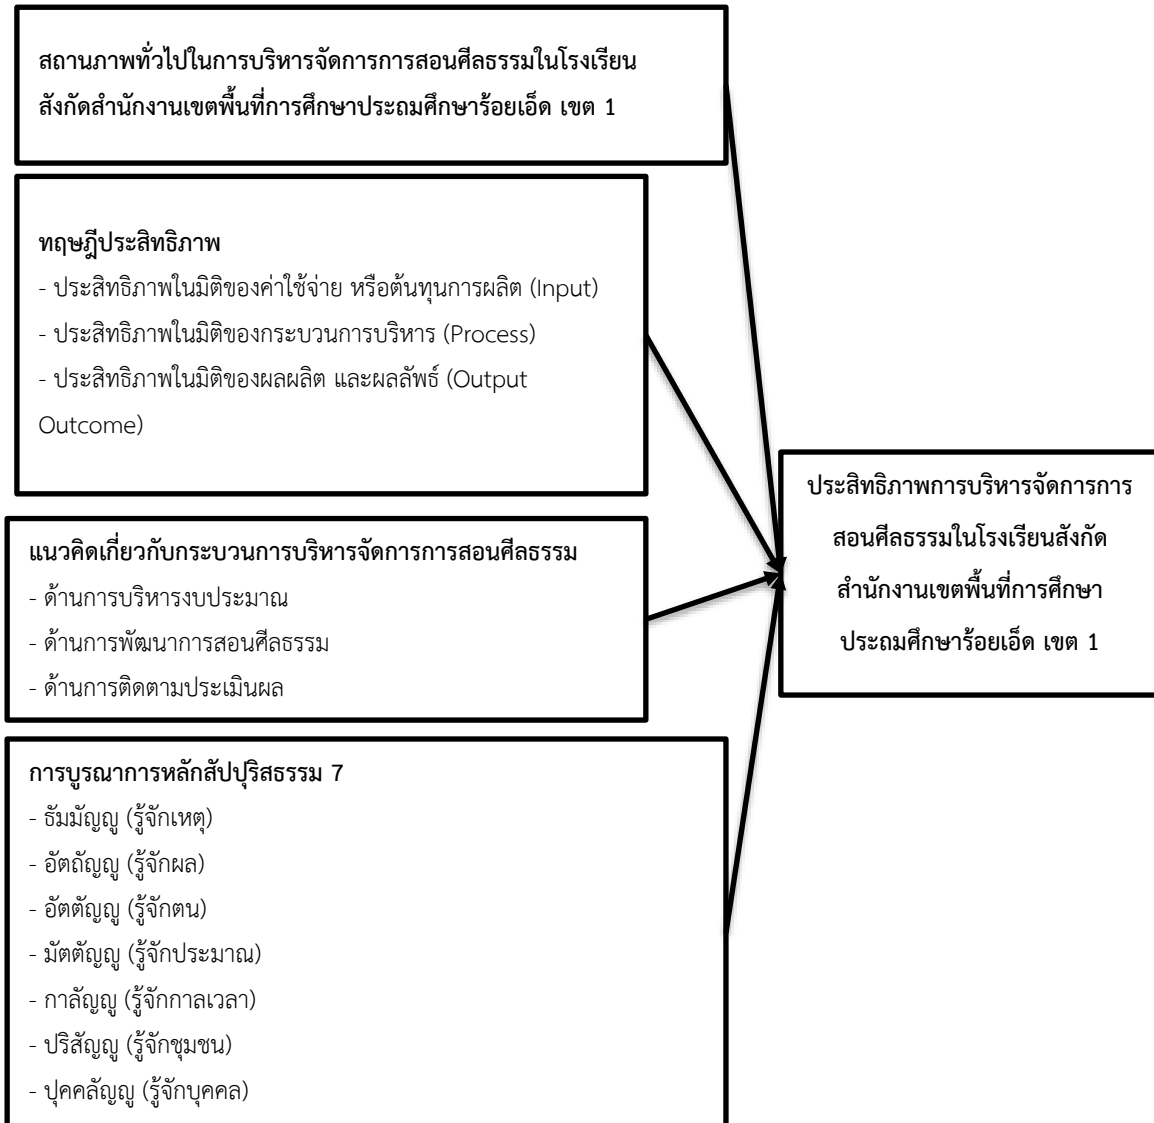 สถานภาพทั่วไปในการบริหารจัดการการสอนศีลธรรมในโรงเรียน
สังกัดสำนักงานเขตพื้นที่การศึกษาประถมศึกษาร้อยเอ็ด เขต 1
ทฤษฎีประสิทธิภาพ
- ประสิทธิภาพในมิติของค่าใช้จ่าย หรือต้นทุนการผลิต (Input)
- ประสิทธิภาพในมิติของกระบวนการบริหาร (Process)
- ประสิทธิภาพในมิติของผลผลิต และผลลัพธ์ (Output
Outcome)
แนวคิดเกี่ยวกับกระบวนการบริหารจัดการการสอนศีลธรรม
- ด้านการบริหารงบประมาณ
- ด้านการพัฒนาการสอนศีลธรรม
- ด้านการติดตามประเมินผล
การบูรณาการหลักสัปปุริสธรรม 7
- ธัมมัญญู (รู้จักเหตุ)
- อัตถัญญู (รู้จักผล)
- อัตตัญญู (รู้จักตน)
- มัตตัญญู (รู้จักประมาณ)
- กาลัญญู (รู้จักกาลเวลา)
- ปริสัญญู (รู้จักชุมชน)
- ปุคคลัญญู (รู้จักบุคคล)
ประสิทธิภาพการบริหารจัดการการ
สอนศีลธรรมในโรงเรียนสังกัด
สำนักงานเขตพื้นที่การศึกษา
ประถมศึกษาร้อยเอ็ด เขต 1